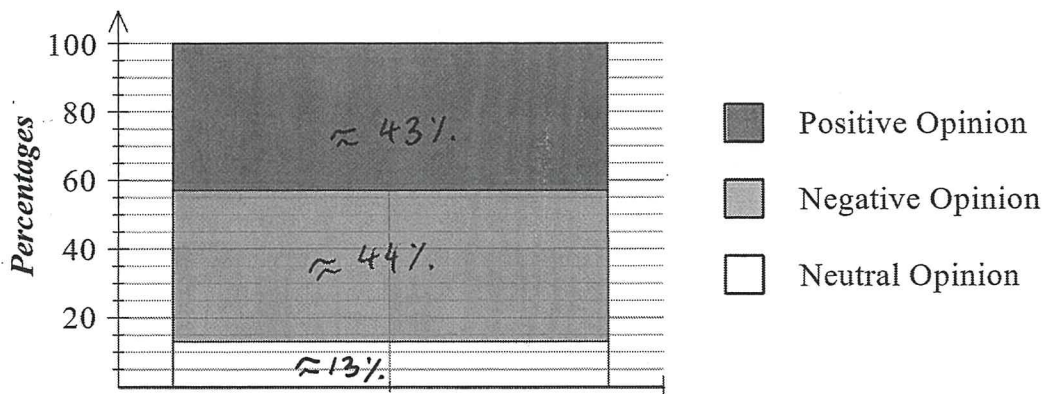 100
80
60
40
20
Percentages
≈ 43%.
≈ 44%.
≈13%.
Positive Opinion
Negative Opinion
Neutral Opinion